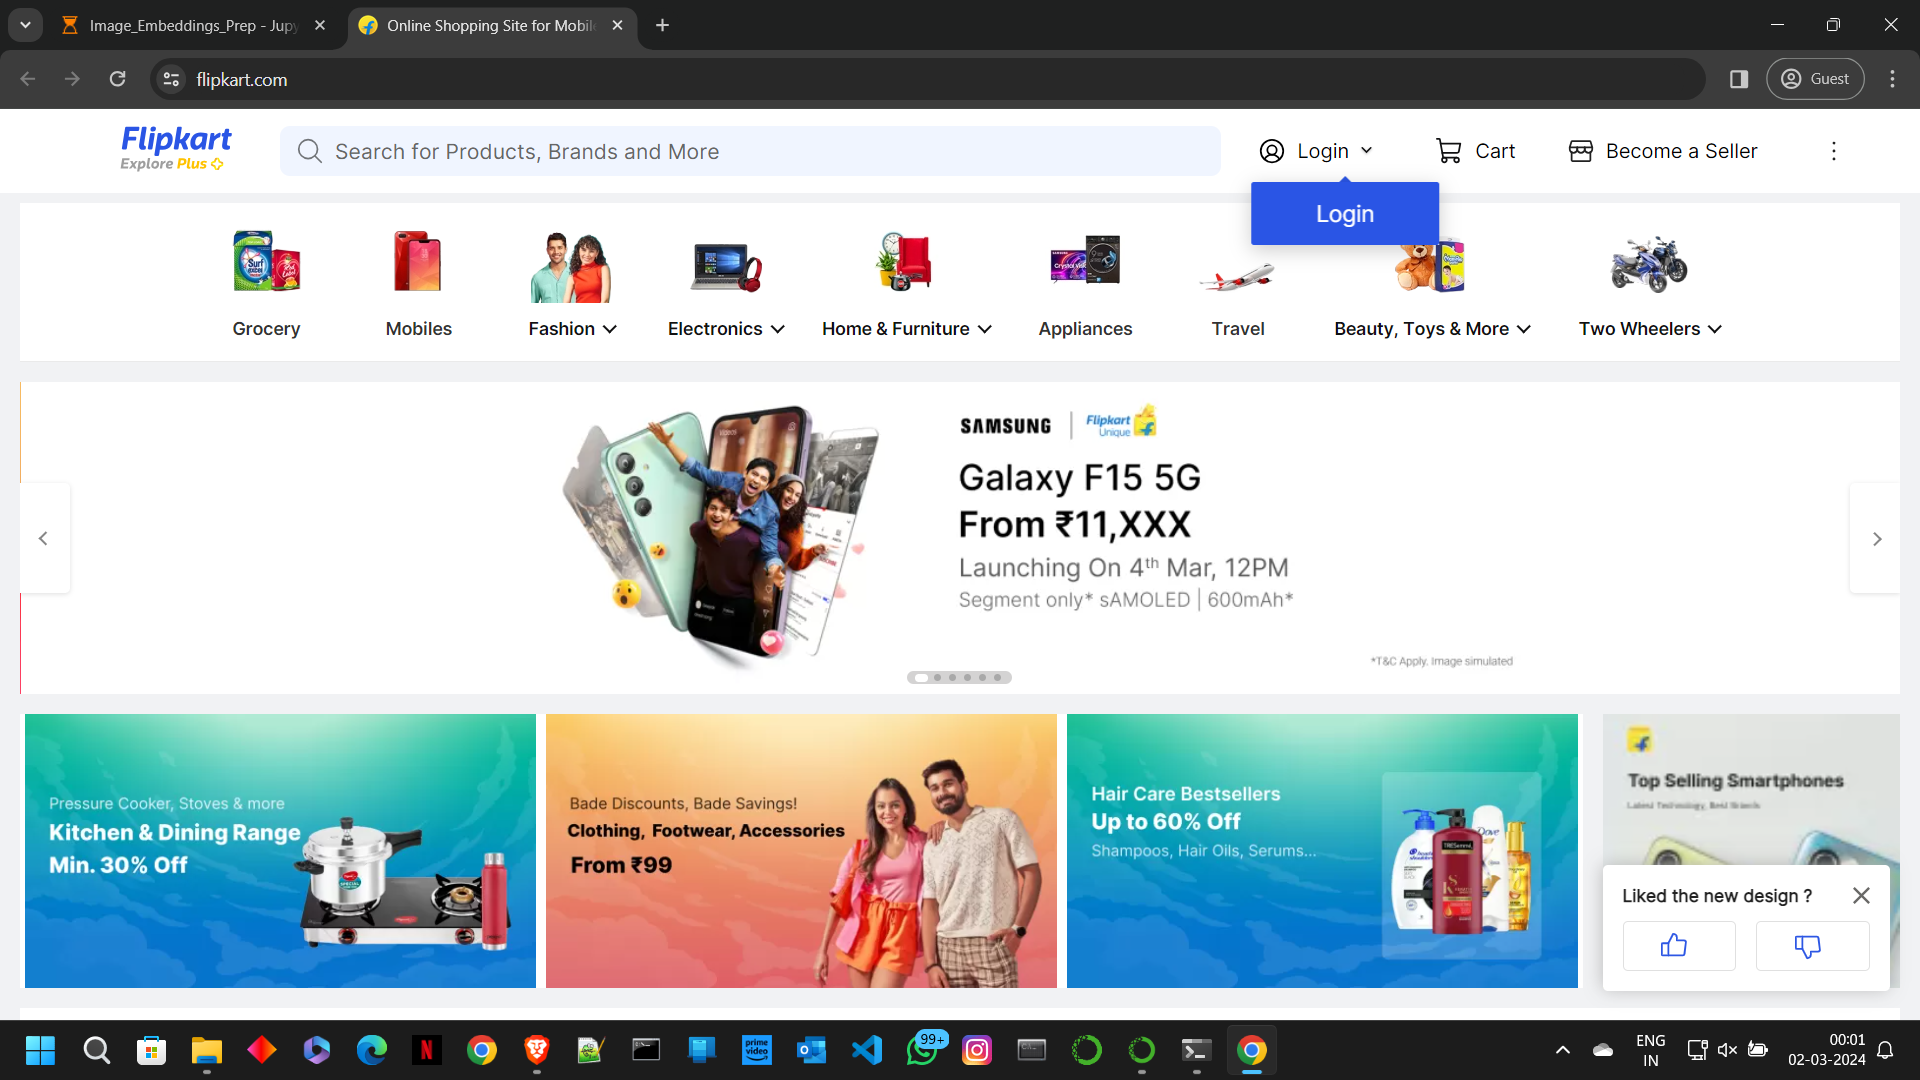 Image_Embeddings_Prep - Jupy
Online Shopping Site for Mobile
flipkart.com
Guest
Flipkart
Explore Plus
Search for Products, Brands and More
Login
Cart
Become a Seller
Login
Grocery
Mobiles
Fashion
Electronics
Home & Furniture
Appliances
Travel
Beauty, Toys & More
Two Wheelers
SAMSUNG | Flipkart Unique
Galaxy F15 5G
From ₹11,XXX
Launching On 4th Mar, 12PM
Segment only* sAMOLED | 600mAh*
*T&C Apply. Image simulated
Pressure Cooker, Stoves & more
Kitchen & Dining Range
Min. 30% Off
Bade Discounts, Bade Savings!
Clothing, Footwear, Accessories
From ₹99
Hair Care Bestsellers
Up to 60% Off
Shampoos, Hair Oils, Serums...
Top Selling Smartphones
Latest Technology, Best Brands
Liked the new design ?
99+
ENG
IN
00:01
02-03-2024